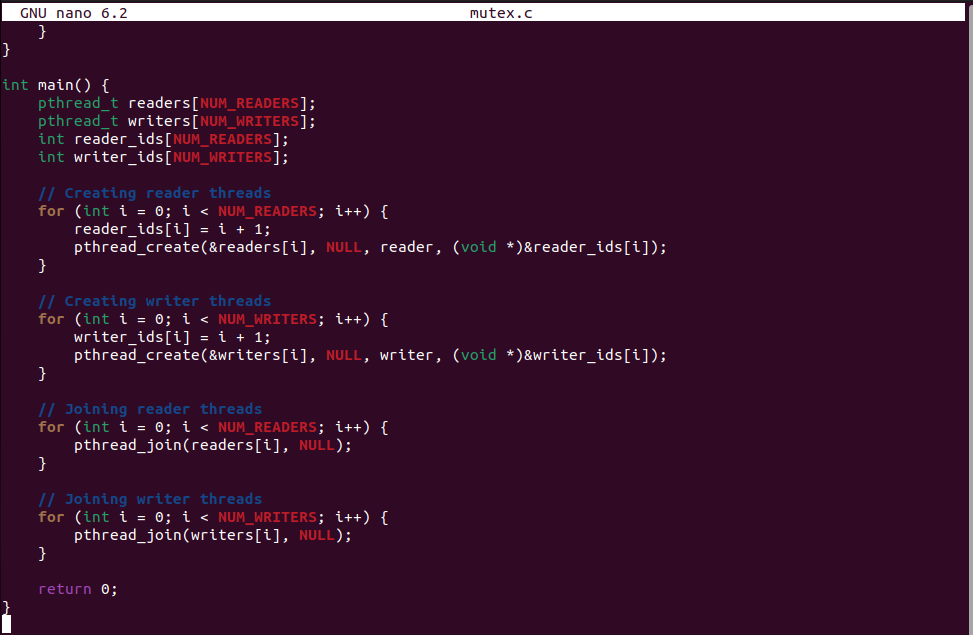 GNU nano 6.2 mutex.c
    }
}

int main() {
    pthread_t readers[NUM_READERS];
    pthread_t writers[NUM_WRITERS];
    int reader_ids[NUM_READERS];
    int writer_ids[NUM_WRITERS];

    // Creating reader threads
    for (int i = 0; i < NUM_READERS; i++) {
        reader_ids[i] = i + 1;
        pthread_create(&readers[i], NULL, reader, (void *)&reader_ids[i]);
    }

    // Creating writer threads
    for (int i = 0; i < NUM_WRITERS; i++) {
        writer_ids[i] = i + 1;
        pthread_create(&writers[i], NULL, writer, (void *)&writer_ids[i]);
    }

    // Joining reader threads
    for (int i = 0; i < NUM_READERS; i++) {
        pthread_join(readers[i], NULL);
    }

    // Joining writer threads
    for (int i = 0; i < NUM_WRITERS; i++) {
        pthread_join(writers[i], NULL);
    }

    return 0;
}